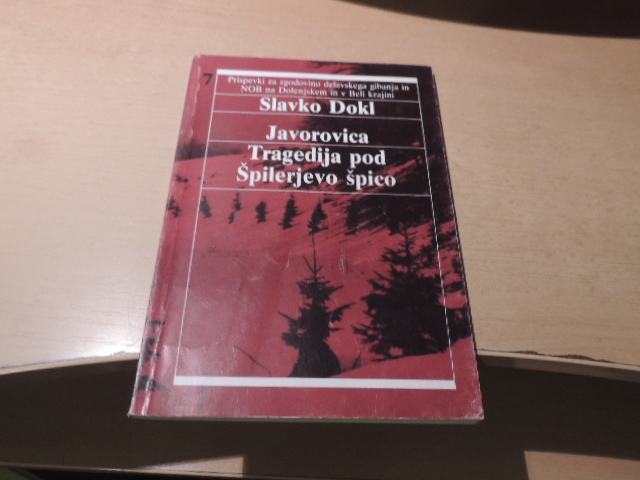 7
Prispevki za zgodovino delavskega gibanja in
NOB na Dolenjskem in v Beli krajini
Slavko Dokl
Javorovica
Tragedija pod
Špilerjevo špico